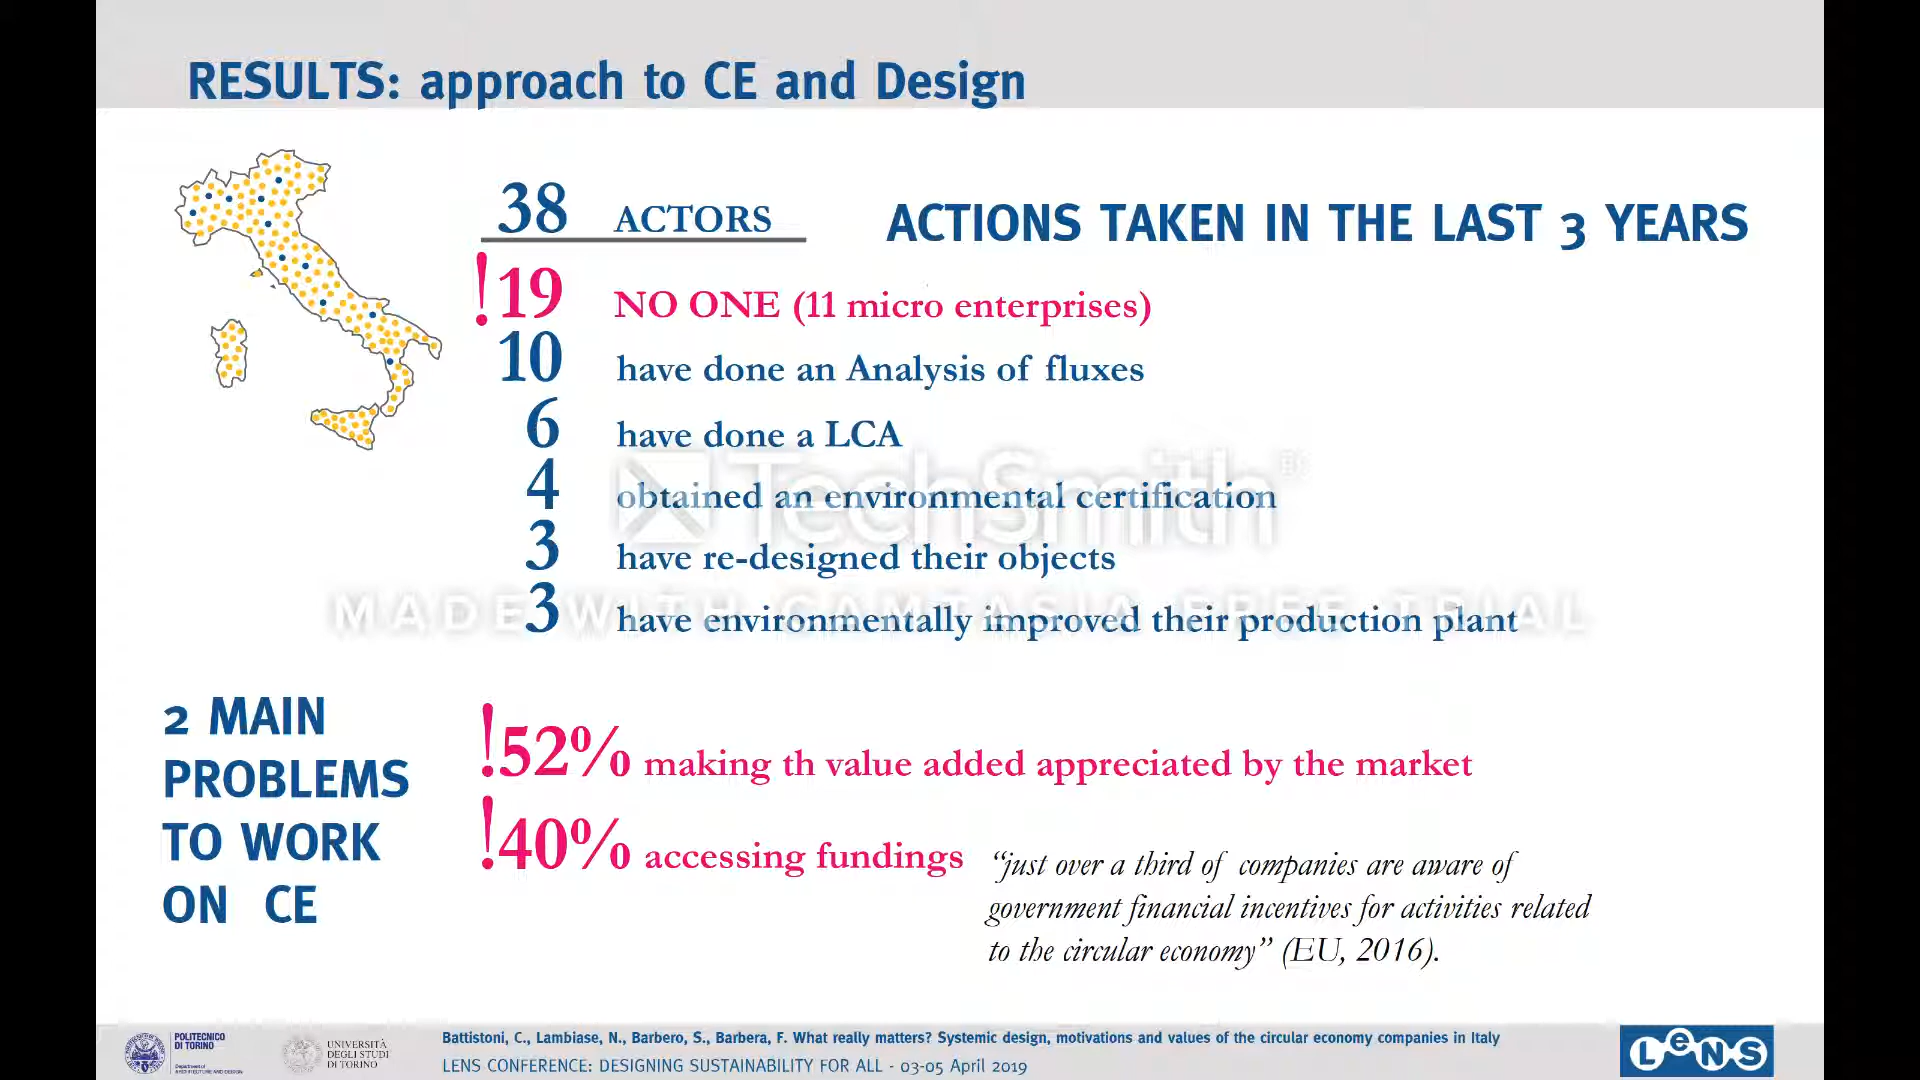 RESULTS: approach to CE and Design
38 ACTORS
ACTIONS TAKEN IN THE LAST 3 YEARS
!19 NO ONE (11 micro enterprises)
10 have done an Analysis of fluxes
6 have done a LCA
4 obtained an environmental certification
3 have re-designed their objects
3 have environmentally improved their production plant
TechSmith®
MADE WITH CAMTASIA FREE TRIAL
2 MAIN
PROBLEMS
TO WORK
ON CE
!52% making th value added appreciated by the market
!40% accessing fundings
“just over a third of companies are aware of
government financial incentives for activities related
to the circular economy” (EU, 2016).
POLITECNICO
DI TORINO
Department of
ARCHITECTURE AND DESIGN
UNIVERSITÀ
DEGLI STUDI
DI TORINO
Battistoni, C., Lambiase, N., Barbero, S., Barbera, F. What really matters? Systemic design, motivations and values of the circular economy companies in Italy
LENS CONFERENCE: DESIGNING SUSTAINABILITY FOR ALL - 03-05 April 2019
LeNS